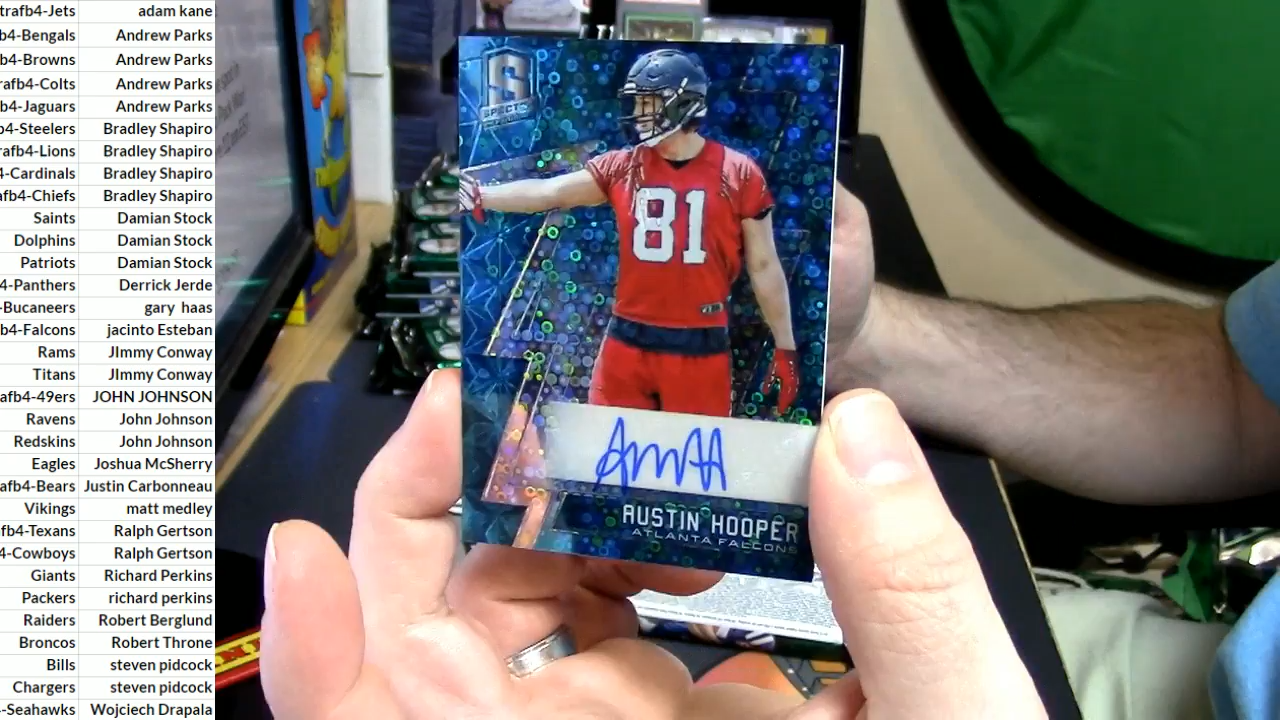 trafb4-Jets adam kane
b4-Bengals Andrew Parks
fb4-Browns Andrew Parks
rafb4-Colts Andrew Parks
b4-Jaguars Andrew Parks
b4-Steelers Bradley Shapiro
rafb4-Lions Bradley Shapiro
4-Cardinals Bradley Shapiro
afb4-Chiefs Bradley Shapiro
Saints Damian Stock
Dolphins Damian Stock
Patriots Damian Stock
4-Panthers Derrick Jerde
-Bucaneers gary haas
b4-Falcons jacinto Esteban
Rams JImmy Conway
Titans JImmy Conway
afb4-49ers JOHN JOHNSON
Ravens John Johnson
Redskins John Johnson
Eagles Joshua McSherry
afb4-Bears Justin Carbonneau
Vikings matt medley
fb4-Texans Ralph Gertson
4-Cowboys Ralph Gertson
Giants Richard Perkins
Packers richard perkins
Raiders Robert Berglund
Broncos Robert Throne
Bills steven pidcock
Chargers steven pidcock
4-Seahawks Wojciech Drapala
S
81
AUSTIN HOOPER
ATLANTA FALCONS